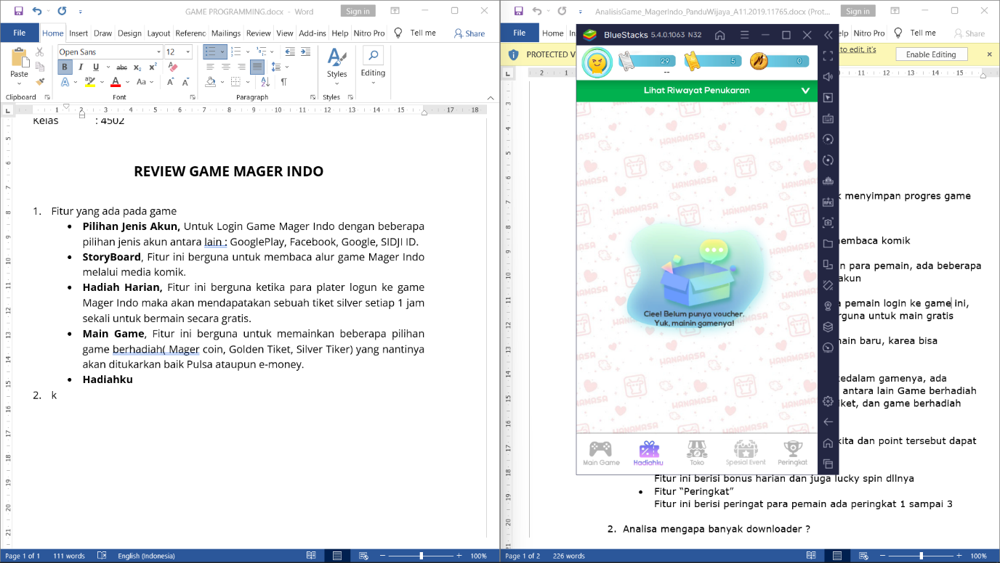 GAME PROGRAMMING.docx - Word
Sign in
File Home Insert Draw Design Layout Referenc Mailings Review View Add-ins Help Nitro Pro Tell me Share
Paste
Open Sans 12
Styles
Editing
Clipboard Font Paragraph Styles
Kelas : 4502
REVIEW GAME MAGER INDO
1. Fitur yang ada pada game
• Pilihan Jenis Akun, Untuk Login Game Mager Indo dengan beberapa
pilihan jenis akun antara lain : GooglePlay, Facebook, Google, SIDJI ID.
• StoryBoard, Fitur ini berguna untuk membaca alur game Mager Indo
melalui media komik.
• Hadiah Harian, Fitur ini berguna ketika para plater logun ke game
Mager Indo maka akan mendapatakan sebuah tiket silver setiap 1 jam
sekali untuk bermain secara gratis.
• Main Game, Fitur ini berguna untuk memainkan beberapa pilihan
game berhadiah( Mager coin, Golden Tiket, Silver Tiker) yang nantinya
akan ditukarkan baik Pulsa ataupun e-money.
• Hadiahku
2. k
Page 1 of 1 111 words English (Indonesia) 100%
AnalisisGame_MagerIndo_PanduWijaya_A11.2019.11765.docx (Prot...
Sign in
File Home In elp Nitro Pro Tell me Share
PROTECTED V to edit, it's Enable Editing
BlueStacks 5.4.0.1063 N32
29 5 0
--
Lihat Riwayat Penukaran
HANAMASA
Ciee! Belum punya voucher.
Yuk, mainin gamenya!
Main Game Hadiahku Toko Spesial Event Peringkat
k menyimpan progres game
membaca komik
n para pemain, ada beberapa
akun
a pemain login ke game ini,
rguna untuk main gratis
main baru, karea bisa
kedalam gamenya, ada
antara lain Game berhadiah
iket, dan game berhadiah
kita dan point tersebut dapat
Fitur ini berisi bonus harian dan juga lucky spin dllnya
• Fitur “Peringkat”
Fitur ini berisi peringat para pemain ada peringkat 1 sampai 3
2. Analisa mengapa banyak downloader ?
Page 1 of 2 226 words 100%